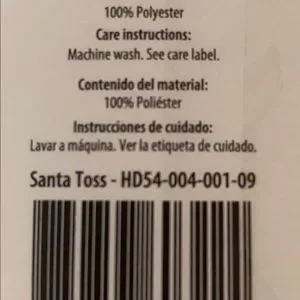 100% Polyester
Care instructions:
Machine wash. See care label.
Contenido del material:
100% Poliéster
Instrucciones de cuidado:
Lavar a máquina. Ver la etiqueta de cuidado.
Santa Toss - HD54-004-001-09